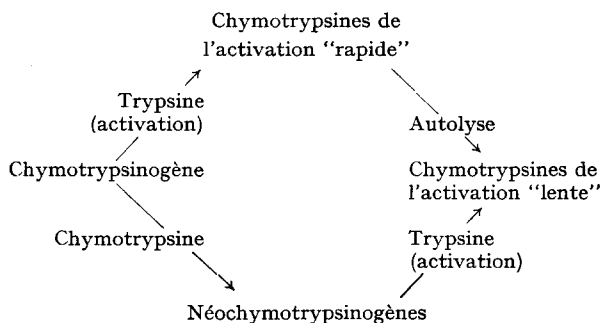 Chymotrypsines de
l'activation “rapide”
Trypsine
(activation)
Autolyse
Chymotrypsinogène
Chymotrypsines de
l'activation “lente”
Chymotrypsine
Trypsine
(activation)
Néochymotrypsinogènes